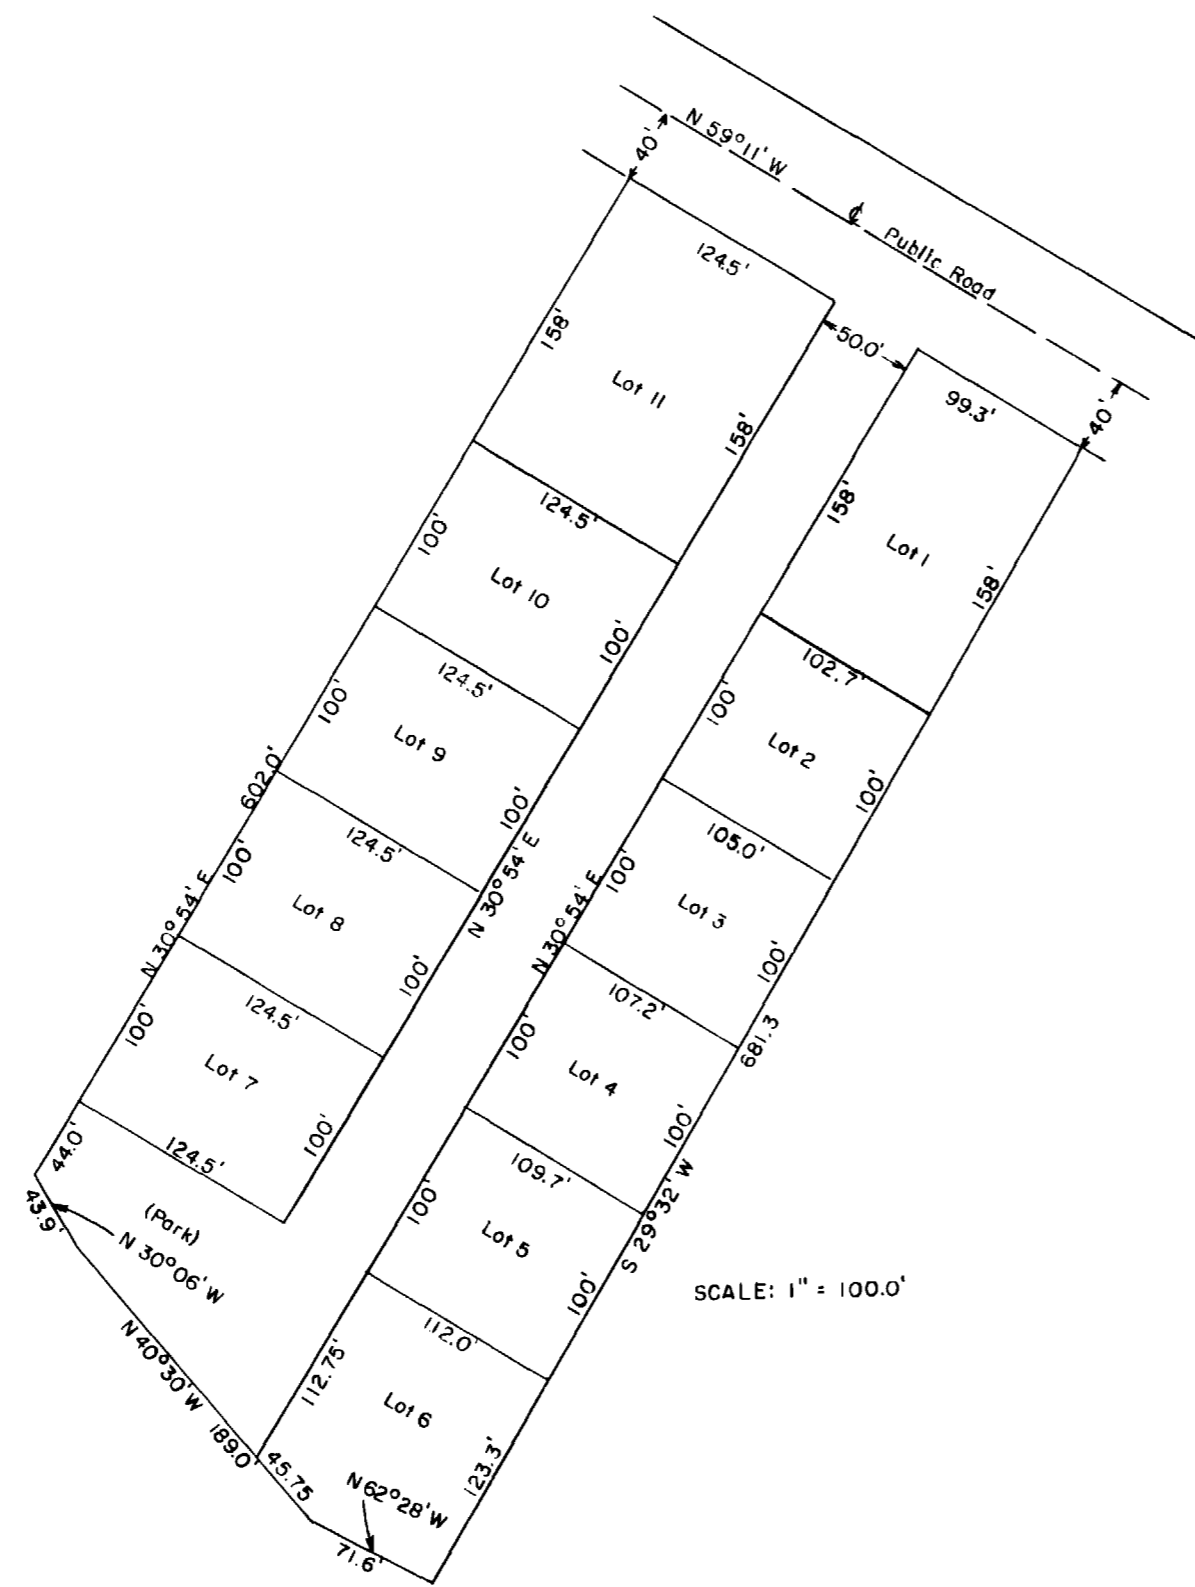 40'
N 59°11' W
℄ Public Road
124.5'
158'
Lot 11
158'
50.0'
99.3'
40'
158'
Lot 1
158'
124.5'
100'
Lot 10
100'
102.7'
100'
Lot 2
100'
124.5'
100'
Lot 9
100'
602.0'
N 30°54' E
105.0'
100'
Lot 3
100'
N 30°54' E
124.5'
100'
Lot 8
100'
N 30°54' E
107.2'
100'
Lot 4
100'
681.3
S 29°32' W
124.5'
100'
Lot 7
100'
109.7'
100'
Lot 5
100'
124.5'
44.0'
(Park)
43.9'
N 30°06' W
SCALE: 1" = 100.0'
N 40°30' W
189.0'
112.0'
112.75'
Lot 6
123.3'
45.75
N 62°28' W
71.6'